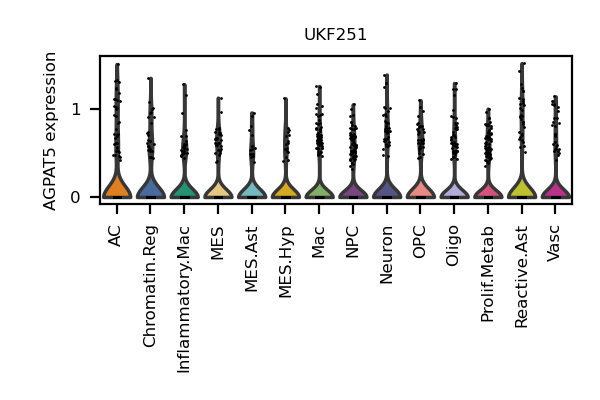 UKF251
AGPAT5 expression
1
0
AC
Chromatin.Reg
Inflammatory.Mac
MES
MES.Ast
MES.Hyp
Mac
NPC
Neuron
OPC
Oligo
Prolif.Metab
Reactive.Ast
Vasc